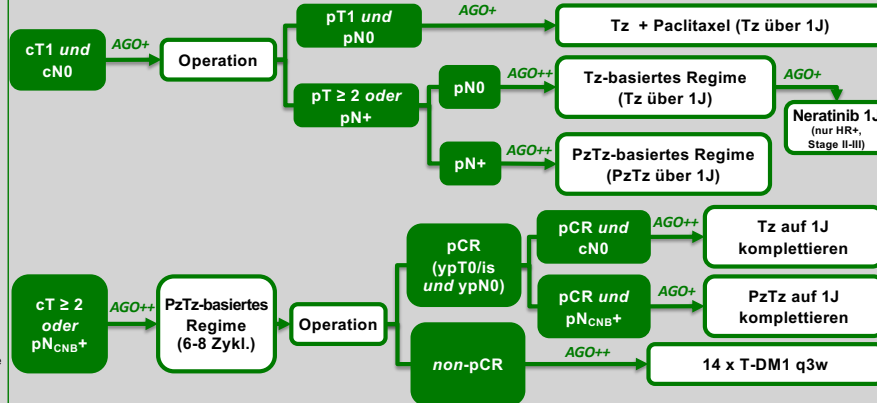 cT1 und
cN0
AGO+
Operation
pT1 und
pN0
AGO+
Tz + Paclitaxel (Tz über 1J)
pT ≥ 2 oder
pN+
pN0
AGO++
Tz-basiertes Regime
(Tz über 1J)
AGO+
Neratinib 1J
(nur HR+,
Stage II-III)
pN+
AGO++
PzTz-basiertes Regime
(PzTz über 1J)
cT ≥ 2
oder
pNCNB+
AGO++
PzTz-basiertes
Regime
(6-8 Zykl.)
Operation
pCR
(ypT0/is
und ypN0)
pCR und
cN0
AGO++
Tz auf 1J
komplettieren
pCR und
pNCNB+
AGO+
PzTz auf 1J
komplettieren
non-pCR
AGO++
14 x T-DM1 q3w